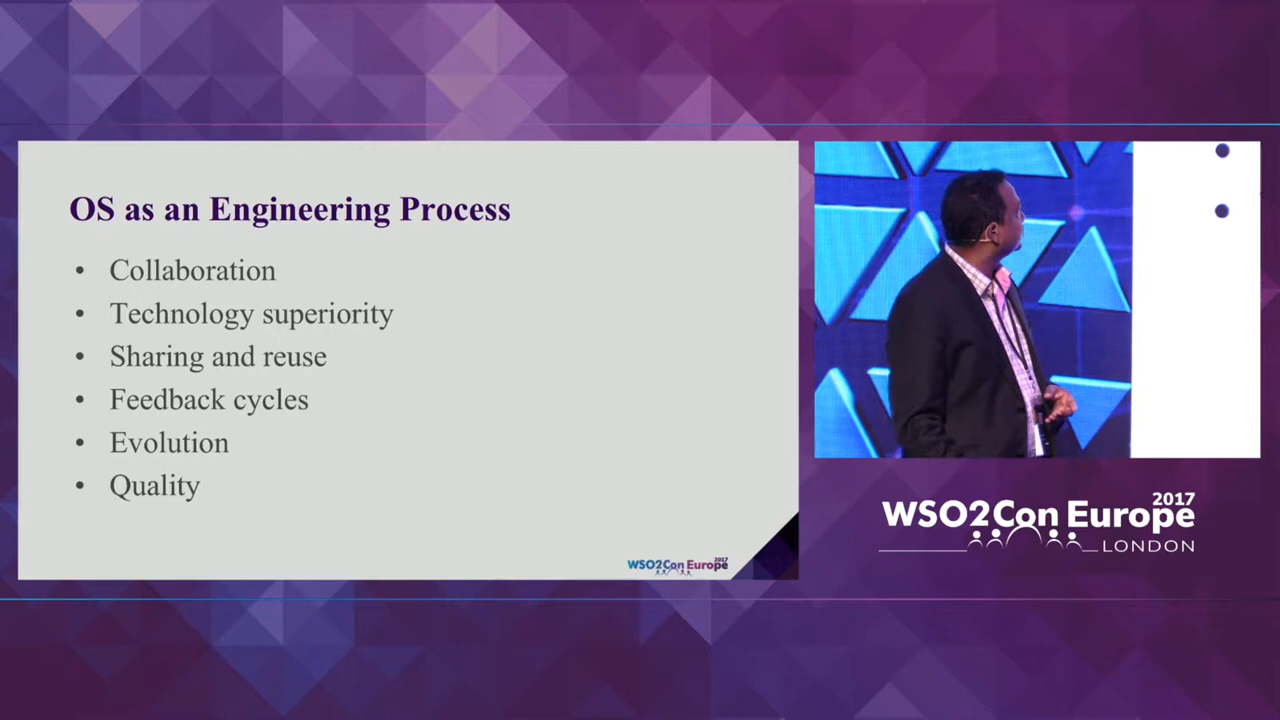 OS as an Engineering Process
• Collaboration
• Technology superiority
• Sharing and reuse
• Feedback cycles
• Evolution
• Quality
WSO2Con Europe 2017
WSO2Con Europe 2017
LONDON